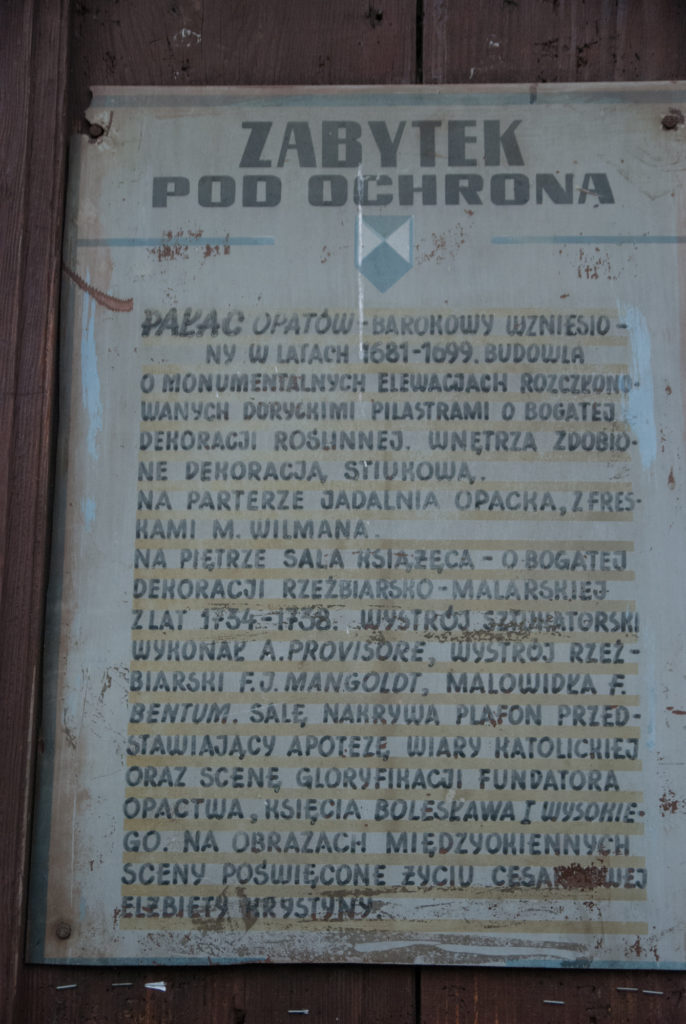 ZABYTEK
POD OCHRONĄ
PAŁAC OPATÓW - BAROKOWY WZNIESIO-
NY W LATACH 1681-1699. BUDOWLA
O MONUMENTALNYCH ELEWACJACH ROZCZŁONO-
WANYCH DORYCKIMI PILASTRAMI O BOGATEJ
DEKORACJI ROŚLINNEJ. WNĘTRZA ZDOBIO-
NE DEKORACJĄ STIUKOWĄ.
NA PARTERZE JADALNIA OPACKA, Z FRES-
KAMI M. WILMANA.
NA PIĘTRZE SALA KSIĄŻĘCA - O BOGATEJ
DEKORACJI RZEŹBIARSKO-MALARSKIEJ
Z LAT 1734-1738. WYSTRÓJ SZTUKATORSKI
WYKONAŁ A. PROVISORE, WYSTRÓJ RZEŹ-
BIARSKI F. J. MANGOLDT, MALOWIDŁA F.
BENTUM. SALĘ NAKRYWA PLAFON PRZED-
STAWIAJĄCY APOTEZĘ WIARY KATOLICKIEJ
ORAZ SCENĘ GLORYFIKACJI FUNDATORA
OPACTWA, KSIĘCIA BOLESŁAWA I WYSOKIE-
GO. NA OBRAZACH MIĘDZYOKIENNYCH
SCENY POŚWIĘCONE ŻYCIU CESARZOWEJ
ELŻBIETY KRYSTYNY.